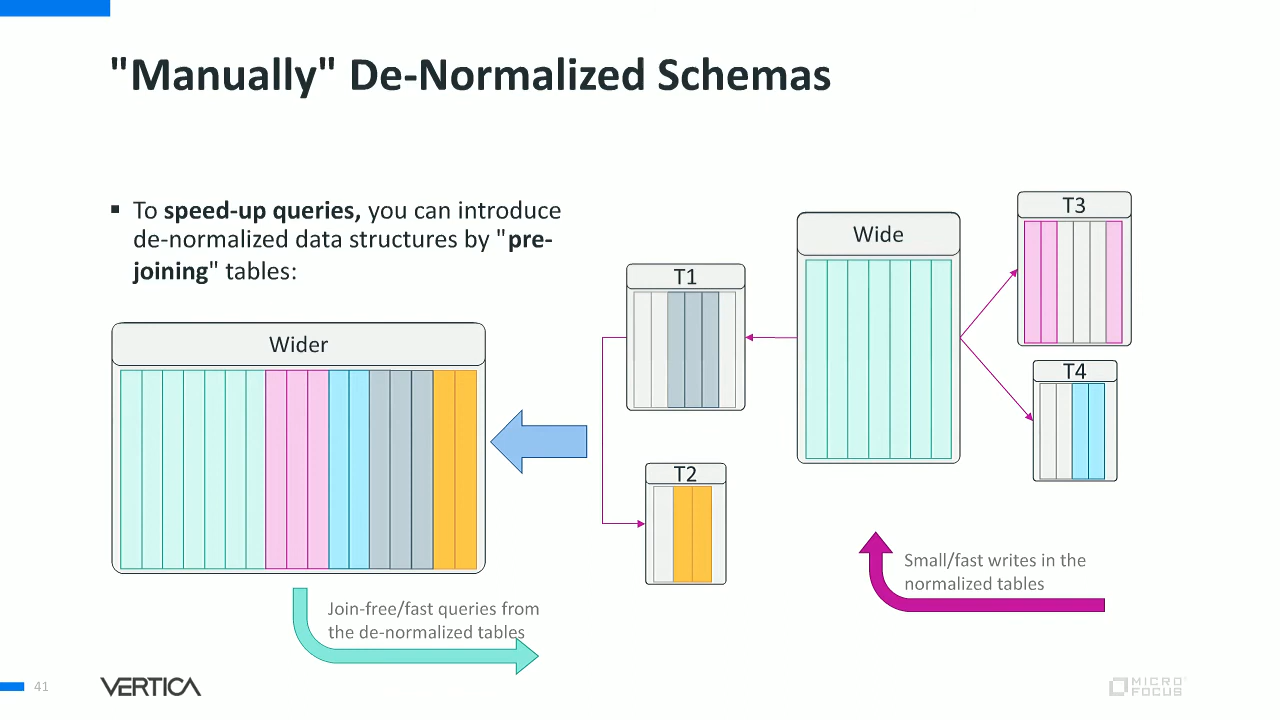 "Manually" De-Normalized Schemas
▪ To speed-up queries, you can introduce
de-normalized data structures by "pre-
joining" tables:
Wider
T1
T2
Wide
T3
T4
Join-free/fast queries from
the de-normalized tables
Small/fast writes in the
normalized tables
41
VERTICA
MICRO
FOCUS